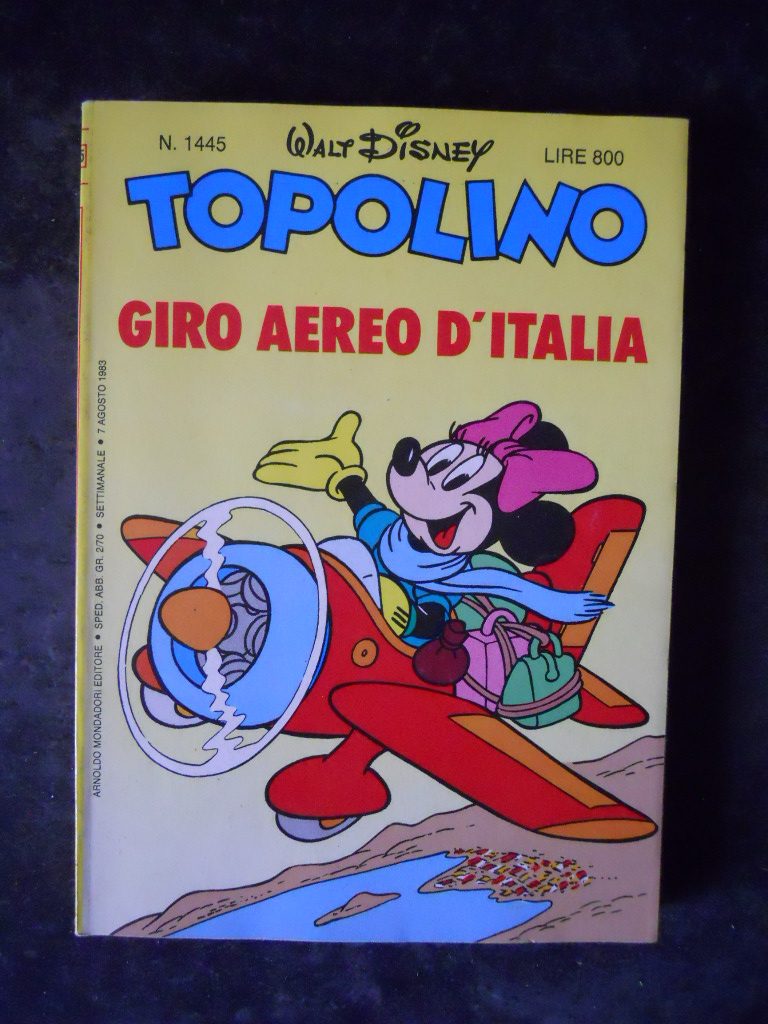 N. 1445
WALT DISNEY
LIRE 800
TOPOLINO
GIRO AEREO D'ITALIA
ARNOLDO MONDADORI EDITORE • SPED. ABB. GR. 2/70 • SETTIMANALE • 7 AGOSTO 1983